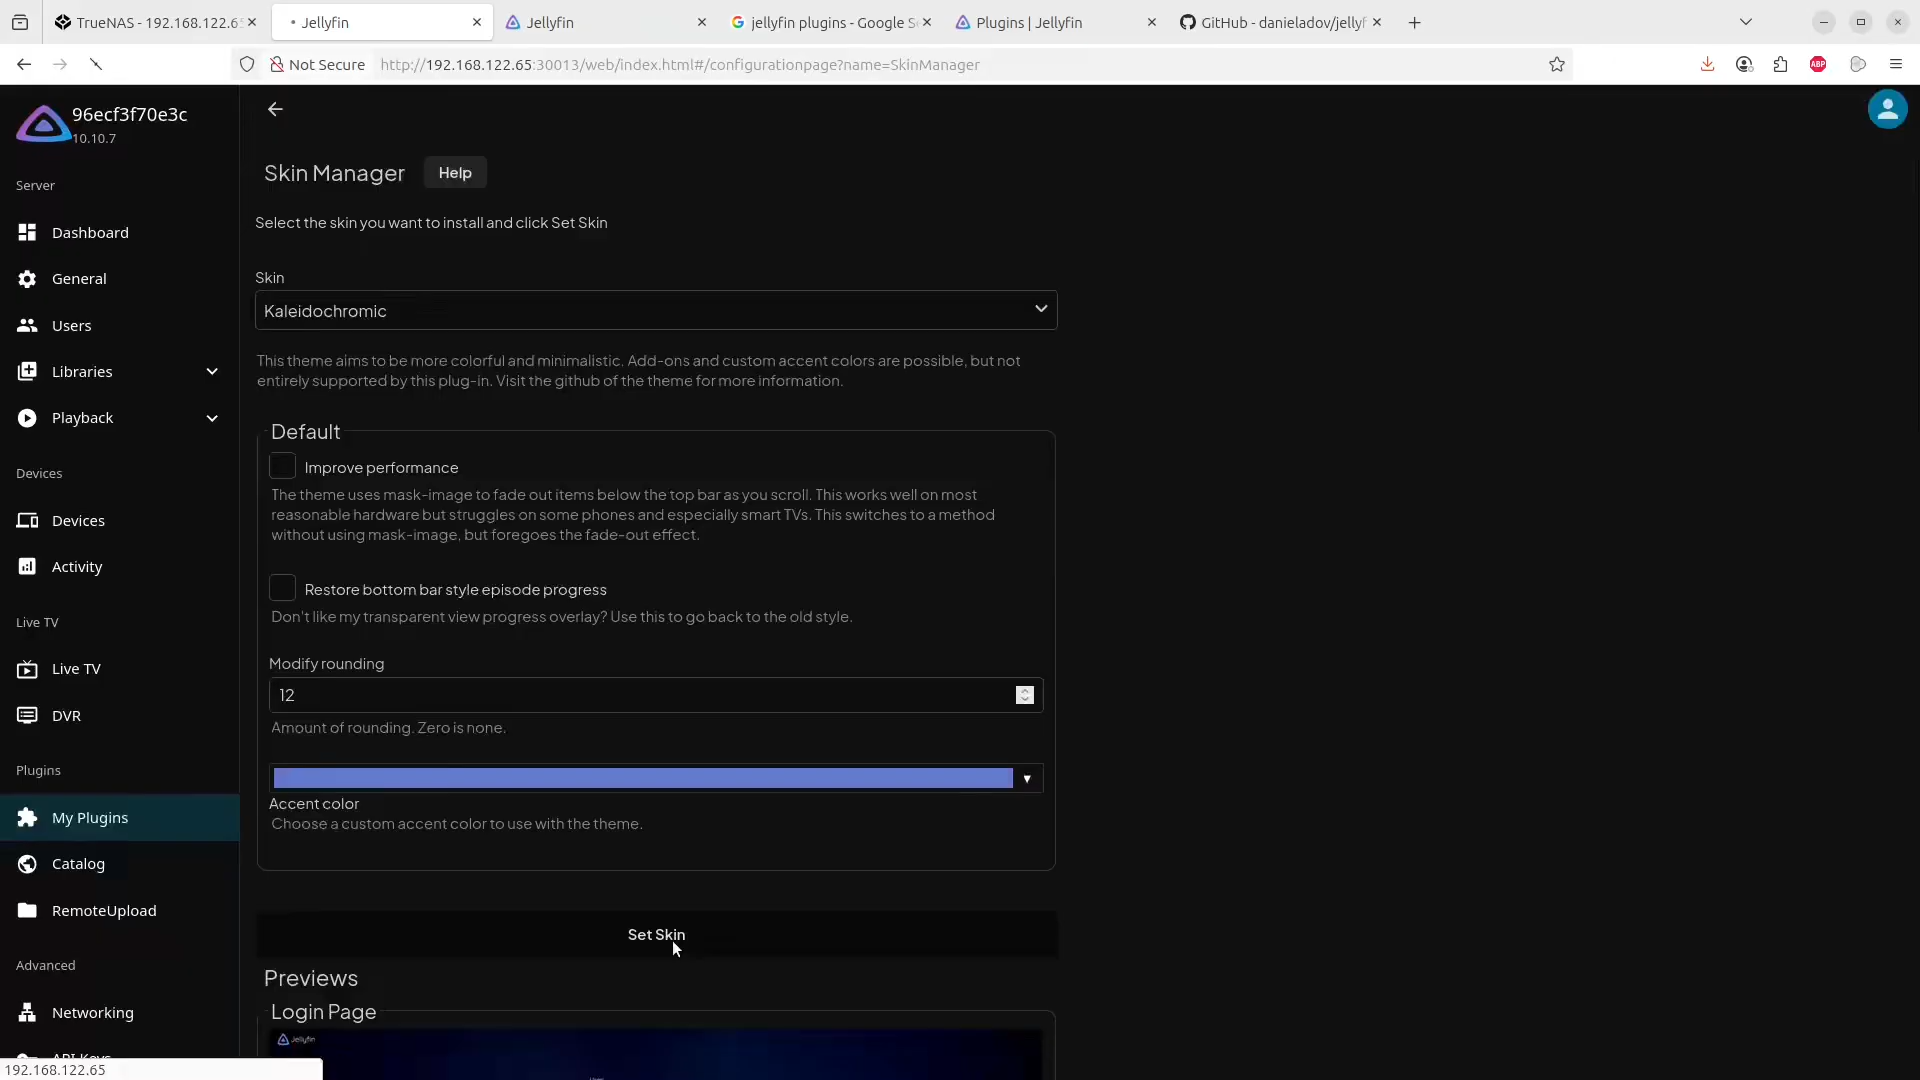 TrueNAS - 192.168.122.6
Jellyfin
Jellyfin
jellyfin plugins - Google S
Plugins | Jellyfin
GitHub - danieladov/jellyf
Not Secure
http://192.168.122.65:30013/web/index.html#/configurationpage?name=SkinManager
ABP
96ecf3f70e3c
10.10.7
Server
Dashboard
General
Users
Libraries
Playback
Devices
Devices
Activity
Live TV
Live TV
DVR
Plugins
My Plugins
Catalog
RemoteUpload
Advanced
Networking
API Keys
192.168.122.65
Skin Manager
Help
Select the skin you want to install and click Set Skin
Skin
Kaleidochromic
This theme aims to be more colorful and minimalistic. Add-ons and custom accent colors are possible, but not
entirely supported by this plug-in. Visit the github of the theme for more information.
Default
Improve performance
The theme uses mask-image to fade out items below the top bar as you scroll. This works well on most
reasonable hardware but struggles on some phones and especially smart TVs. This switches to a method
without using mask-image, but foregoes the fade-out effect.
Restore bottom bar style episode progress
Don't like my transparent view progress overlay? Use this to go back to the old style.
Modify rounding
12
Amount of rounding. Zero is none.
Accent color
Choose a custom accent color to use with the theme.
Set Skin
Previews
Login Page
Jellyfin